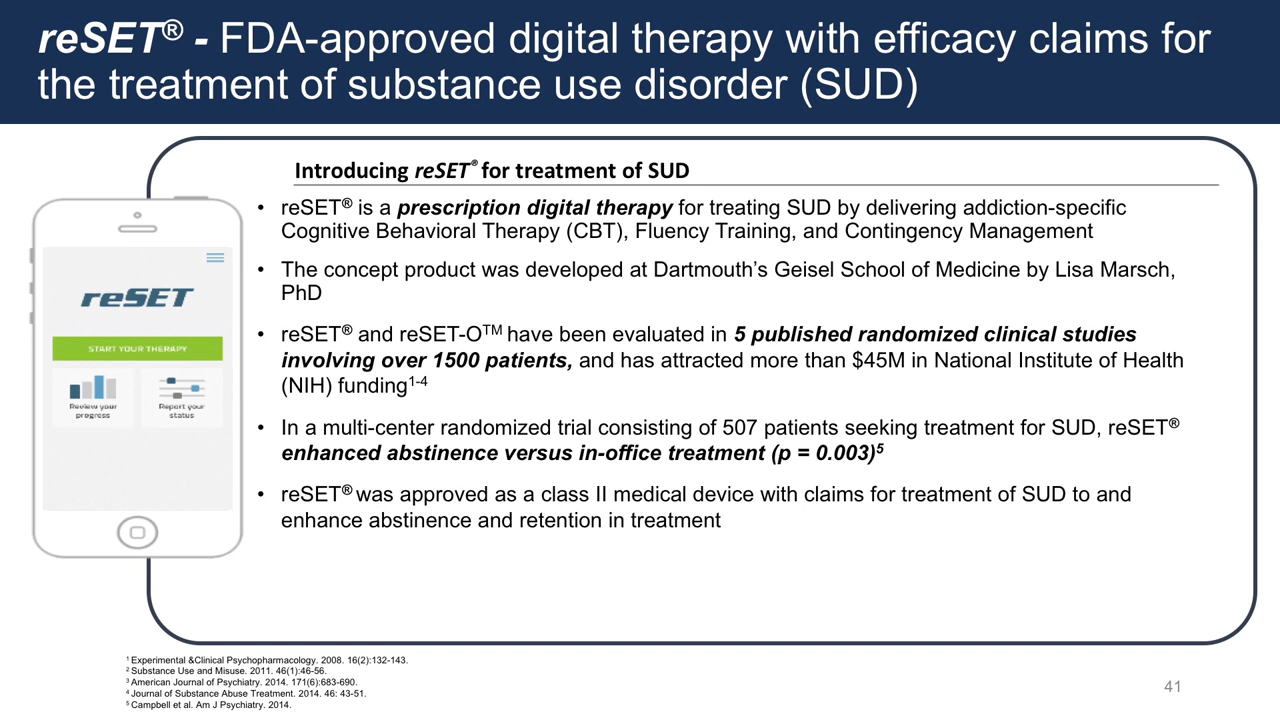 reSET® - FDA-approved digital therapy with efficacy claims for
the treatment of substance use disorder (SUD)
Introducing reSET® for treatment of SUD
• reSET® is a prescription digital therapy for treating SUD by delivering addiction-specific
Cognitive Behavioral Therapy (CBT), Fluency Training, and Contingency Management
• The concept product was developed at Dartmouth’s Geisel School of Medicine by Lisa Marsch,
PhD
• reSET® and reSET-O™ have been evaluated in 5 published randomized clinical studies
involving over 1500 patients, and has attracted more than $45M in National Institute of Health
(NIH) funding1-4
• In a multi-center randomized trial consisting of 507 patients seeking treatment for SUD, reSET®
enhanced abstinence versus in-office treatment (p = 0.003)5
• reSET® was approved as a class II medical device with claims for treatment of SUD to and
enhance abstinence and retention in treatment
reSET
START YOUR THERAPY
Review your
progress
Report your
status
1 Experimental &Clinical Psychopharmacology. 2008. 16(2):132-143.
2 Substance Use and Misuse. 2011. 46(1):46-56.
3 American Journal of Psychiatry. 2014. 171(6):683-690.
4 Journal of Substance Abuse Treatment. 2014. 46: 43-51.
5 Campbell et al. Am J Psychiatry. 2014.
41